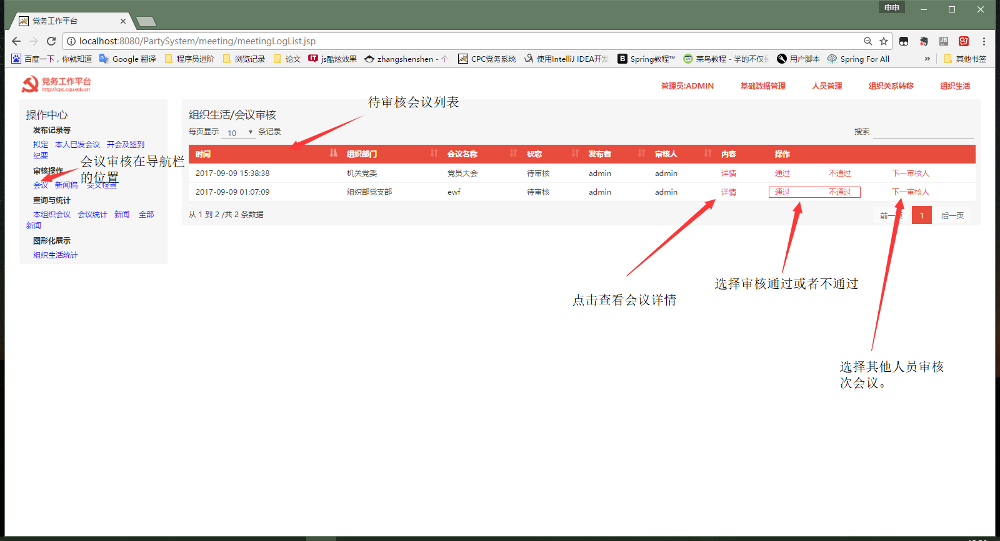 申申
党务工作平台
localhost:8080/PartySystem/meeting/meetingLogList.jsp
百度一下，你就知道 Google 翻译 程序员进阶 浏览记录 论文 js酷炫效果 zhangshenshen - 个 CPC党务系统 使用IntelliJ IDEA开发 Spring教程™ 菜鸟教程 - 学的不仅是 用户脚本 Spring For All » 其他书签
党务工作平台
http://cpc.cqu.edu.cn
管理员:ADMIN 基础数据管理 人员管理 组织关系转移 组织生活
待审核会议列表
操作中心
发布记录等
拟定 本人已发会议 开会及签到
纪要
会议审核在导航栏
的位置
审核操作
会议 新闻稿 交叉检查
查询与统计
本组织会议 会议统计 新闻 全部
新闻
图形化展示
组织生活统计
组织生活/会议审核
每页显示 10 条记录
搜索
时间 组织部门 会议名称 状态 发布者 审核人 内容 操作
2017-09-09 15:38:38 机关党委 党员大会 待审核 admin admin 详情 通过 不通过 下一审核人
2017-09-09 01:07:09 组织部党支部 ewf 待审核 admin admin 详情 通过 不通过 下一审核人
从 1 到 2 /共 2 条数据
前一页 1 后一页
选择审核通过或者不通过
点击查看会议详情
选择其他人员审核
次会议。